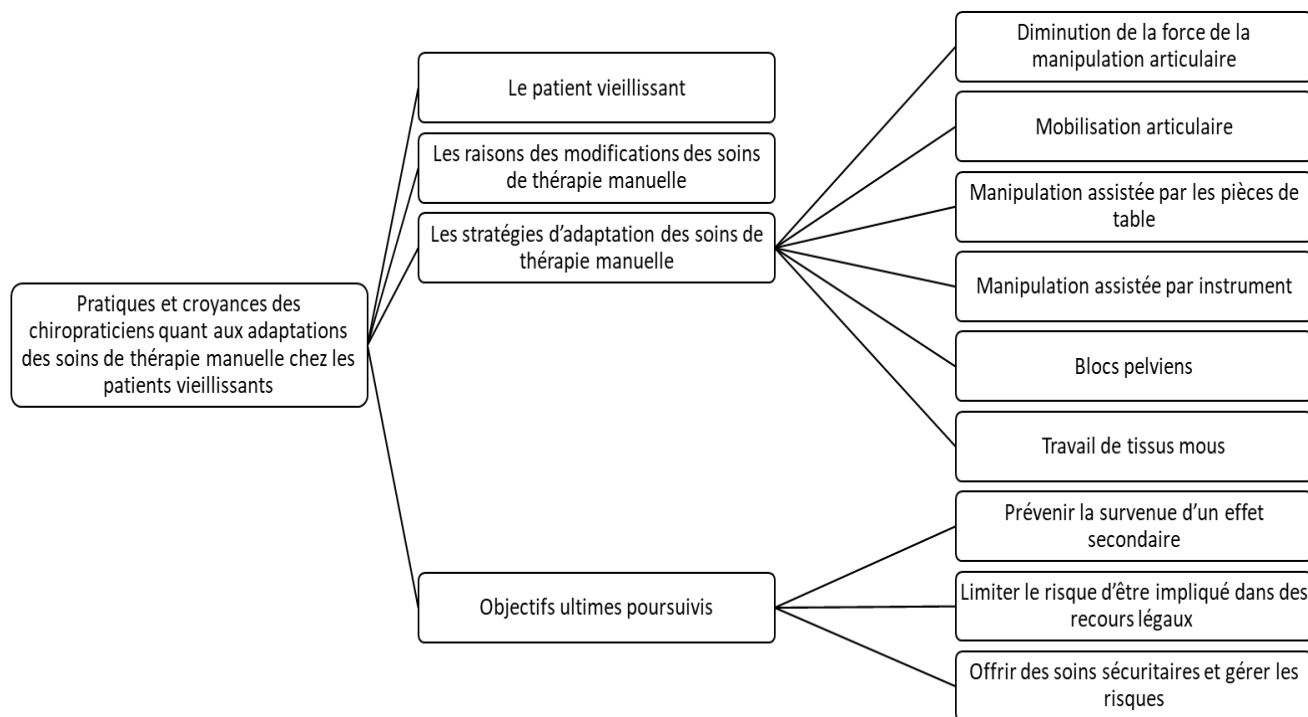 Pratiques et croyances des
chiropraticiens quant aux adaptations
des soins de thérapie manuelle chez les
patients vieillissants
Le patient vieillissant
Les raisons des modifications des soins
de thérapie manuelle
Les stratégies d'adaptation des soins de
thérapie manuelle
Diminution de la force de la
manipulation articulaire
Mobilisation articulaire
Manipulation assistée par les pièces de
table
Manipulation assistée par instrument
Blocs pelviens
Travail de tissus mous
Objectifs ultimes poursuivis
Prévenir la survenue d'un effet
secondaire
Limiter le risque d'être impliqué dans des
recours légaux
Offrir des soins sécuritaires et gérer les
risques